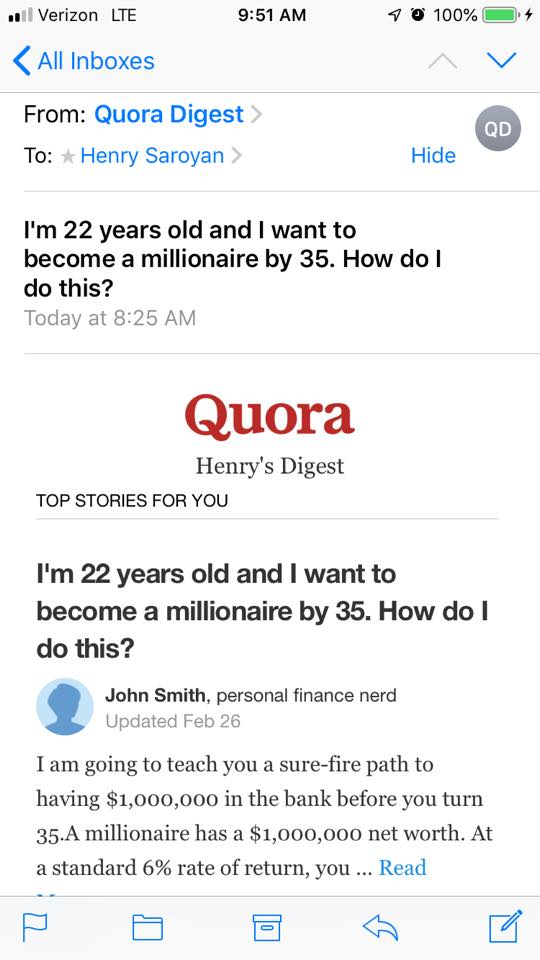 Verizon LTE 9:51 AM 100%
All Inboxes
From: Quora Digest
QD
To: Henry Saroyan Hide
I'm 22 years old and I want to
become a millionaire by 35. How do I
do this?
Today at 8:25 AM
Quora
Henry's Digest
TOP STORIES FOR YOU
I'm 22 years old and I want to
become a millionaire by 35. How do I
do this?
John Smith, personal finance nerd
Updated Feb 26
I am going to teach you a sure-fire path to
having $1,000,000 in the bank before you turn
35.A millionaire has a $1,000,000 net worth. At
a standard 6% rate of return, you ... Read